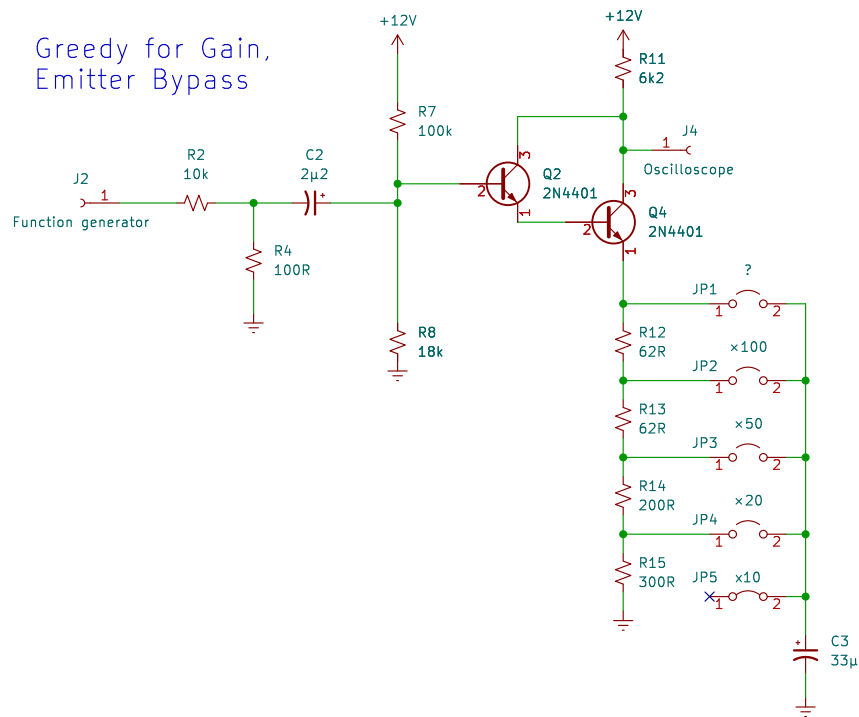 Greedy for Gain,
Emitter Bypass
+12V
+12V
R11
6k2
R7
100k
J4
1
Oscilloscope
R2
10k
C2
2µ2
+
J2
1
Function generator
R4
100R
3
2
1
Q2
2N4401
3
2
1
Q4
2N4401
R8
18k
?
JP1
1
2
R12
62R
×100
JP2
1
2
R13
62R
×50
JP3
1
2
R14
200R
×20
JP4
1
2
R15
300R
x10
JP5
1
2
+
C3
33µ